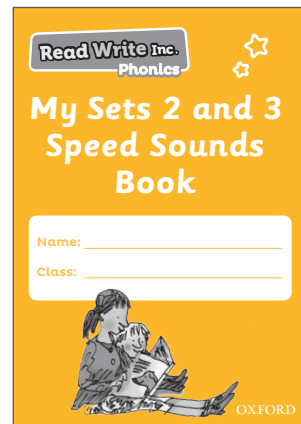 Read Write Inc.
Phonics
My Sets 2 and 3
Speed Sounds
Book
Name:
Class:
OXFORD